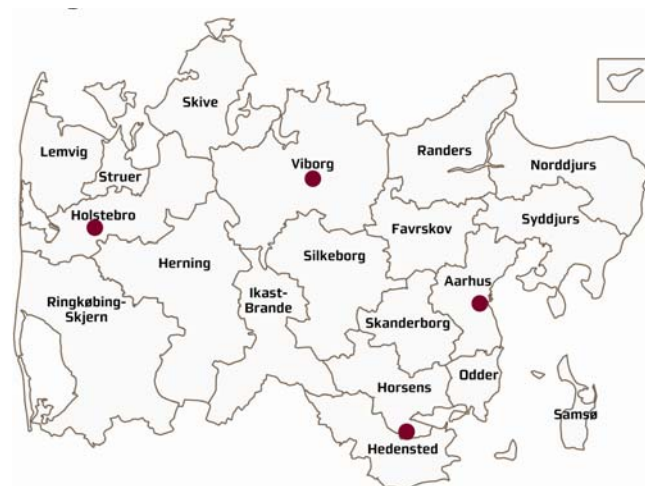 Skive
Lemvig
Struer
Viborg
Randers
Norddjurs
Holstebro
Favrskov
Syddjurs
Herning
Silkeborg
Aarhus
Ringkøbing-
Skjern
Ikast-
Brande
Skanderborg
Horsens
Odder
Samsø
Hedensted